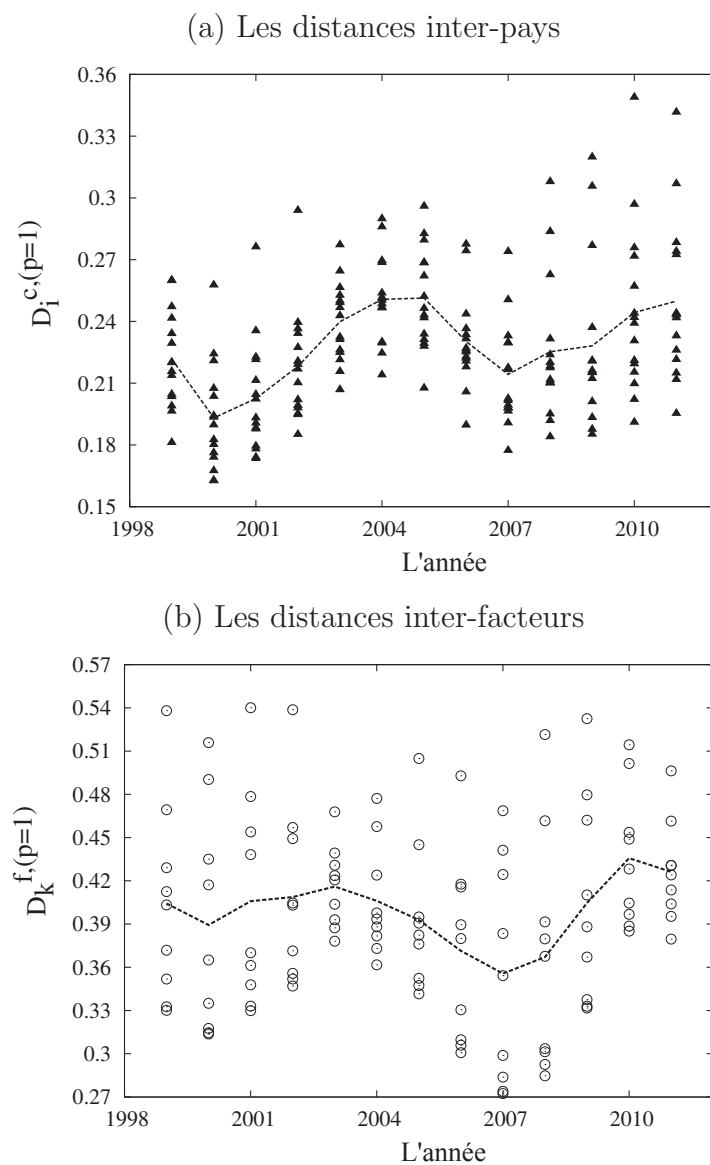 (a) Les distances inter-pays
0.36
0.33
0.3
0.27
0.24
0.21
0.18
0.15
D_i^{c,(p=1)}
1998 2001 2004 2007 2010
L'année
(b) Les distances inter-facteurs
0.57
0.54
0.51
0.48
0.45
0.42
0.39
0.36
0.33
0.3
0.27
D_k^{f,(p=1)}
1998 2001 2004 2007 2010
L'année